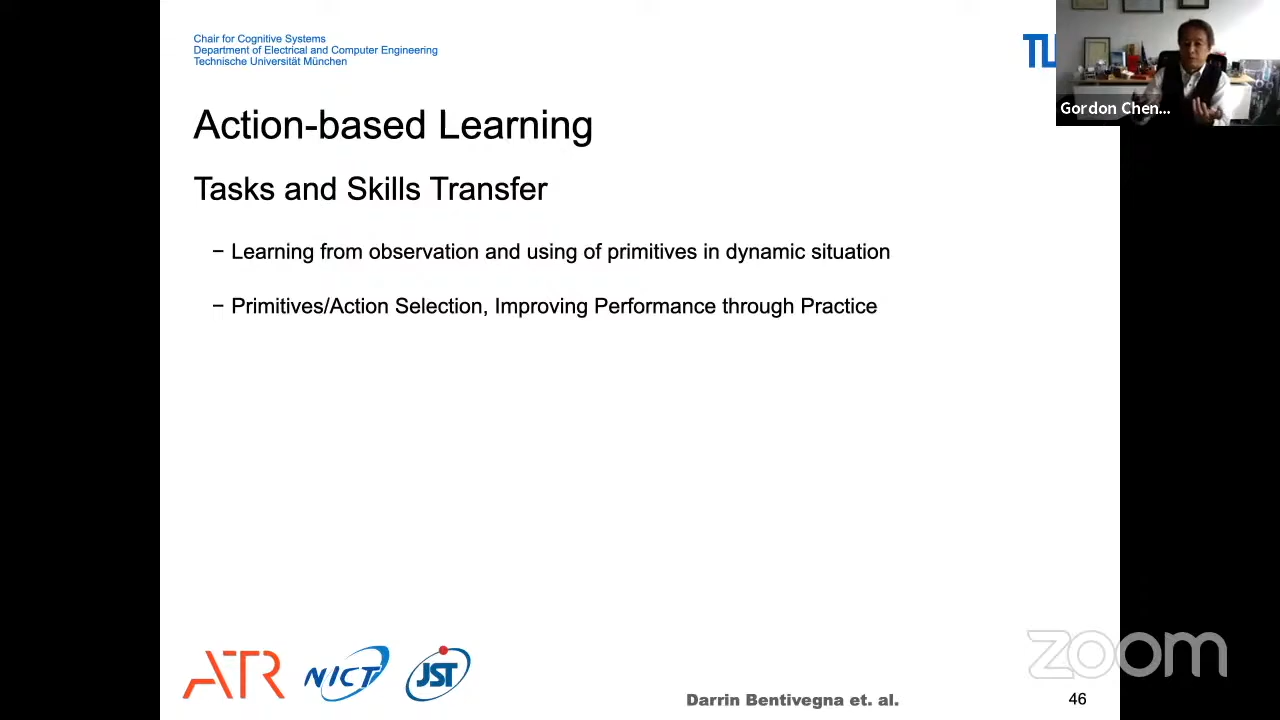 Chair for Cognitive Systems
Department of Electrical and Computer Engineering
Technische Universität München
Gordon Chen...
Action-based Learning
Tasks and Skills Transfer
– Learning from observation and using of primitives in dynamic situation
– Primitives/Action Selection, Improving Performance through Practice
ATR
NICT
JST
Darrin Bentivegna et. al.
46
zoom